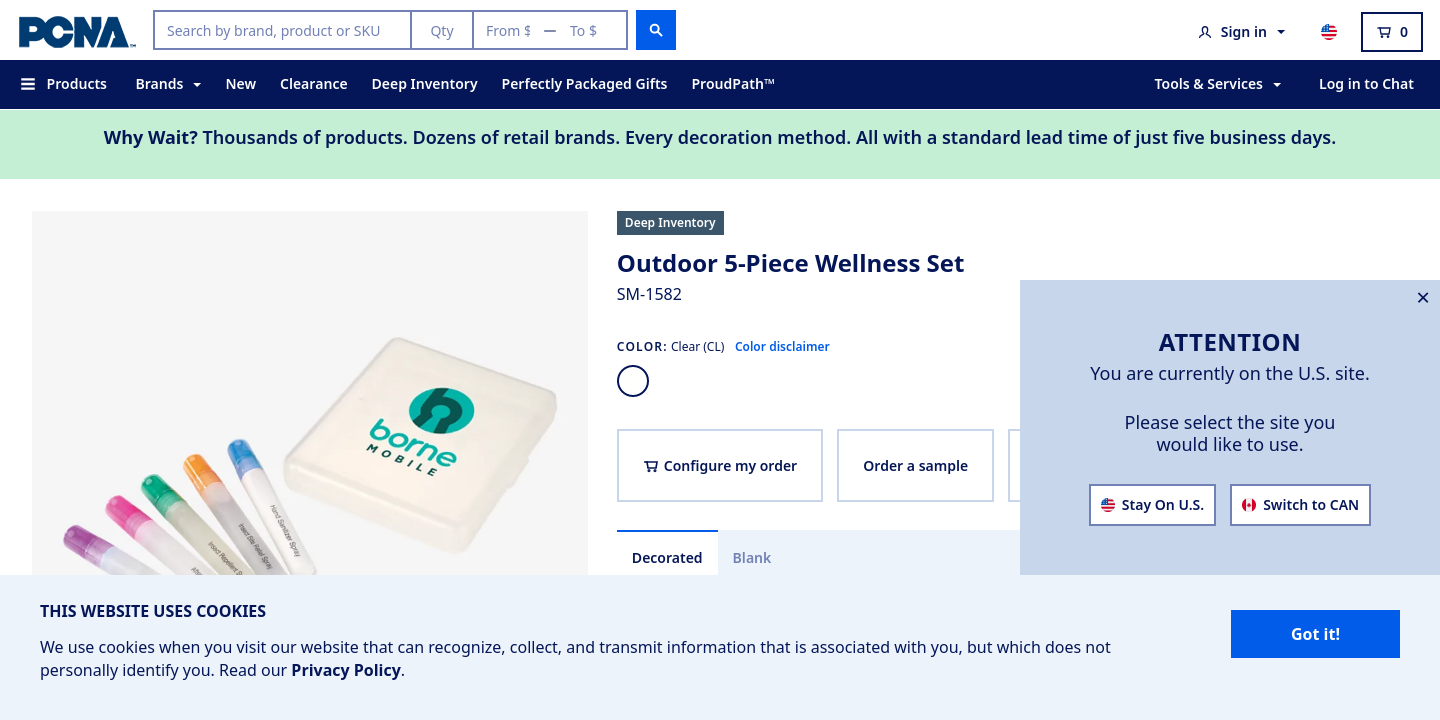 PCNA™
Search by brand, product or SKU
Qty
From $ — To $
Sign in
0
Products
Brands
New
Clearance
Deep Inventory
Perfectly Packaged Gifts
ProudPath™
Tools & Services
Log in to Chat
Why Wait? Thousands of products. Dozens of retail brands. Every decoration method. All with a standard lead time of just five business days.
borne
MOBILE
Hand Sanitizer Spray
Insect Site Relief Spray
Insect Repellent
Deep Inventory
Outdoor 5-Piece Wellness Set
SM-1582
COLOR: Clear (CL) Color disclaimer
Configure my order
Order a sample
Decorated
Blank
×
ATTENTION
You are currently on the U.S. site.
Please select the site you
would like to use.
Stay On U.S.
Switch to CAN
THIS WEBSITE USES COOKIES
We use cookies when you visit our website that can recognize, collect, and transmit information that is associated with you, but which does not
personally identify you. Read our Privacy Policy.
Got it!